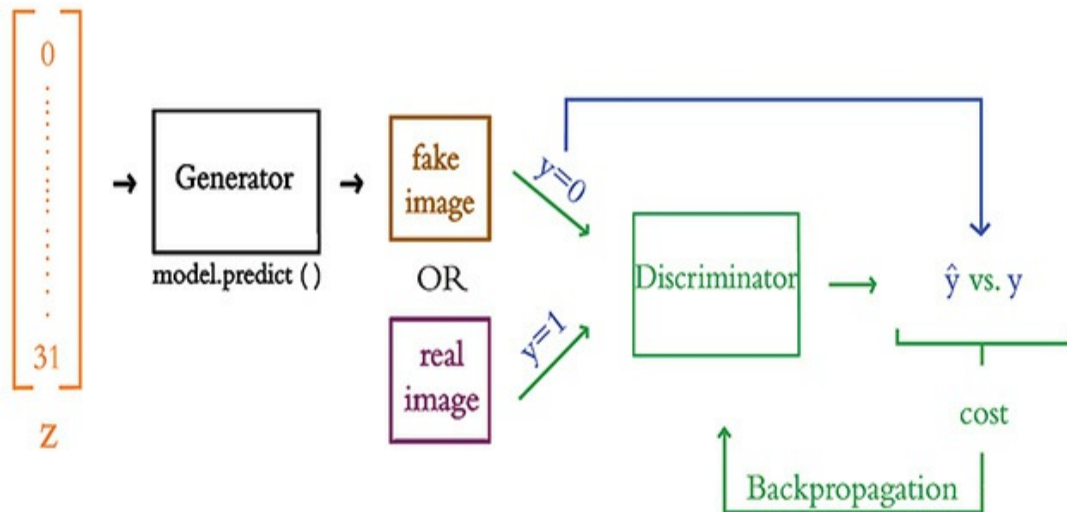 0
31
z
Generator
model.predict ( )
fake
image
OR
real
image
y=0
y=1
Discriminator
ŷ vs. y
cost
Backpropagation